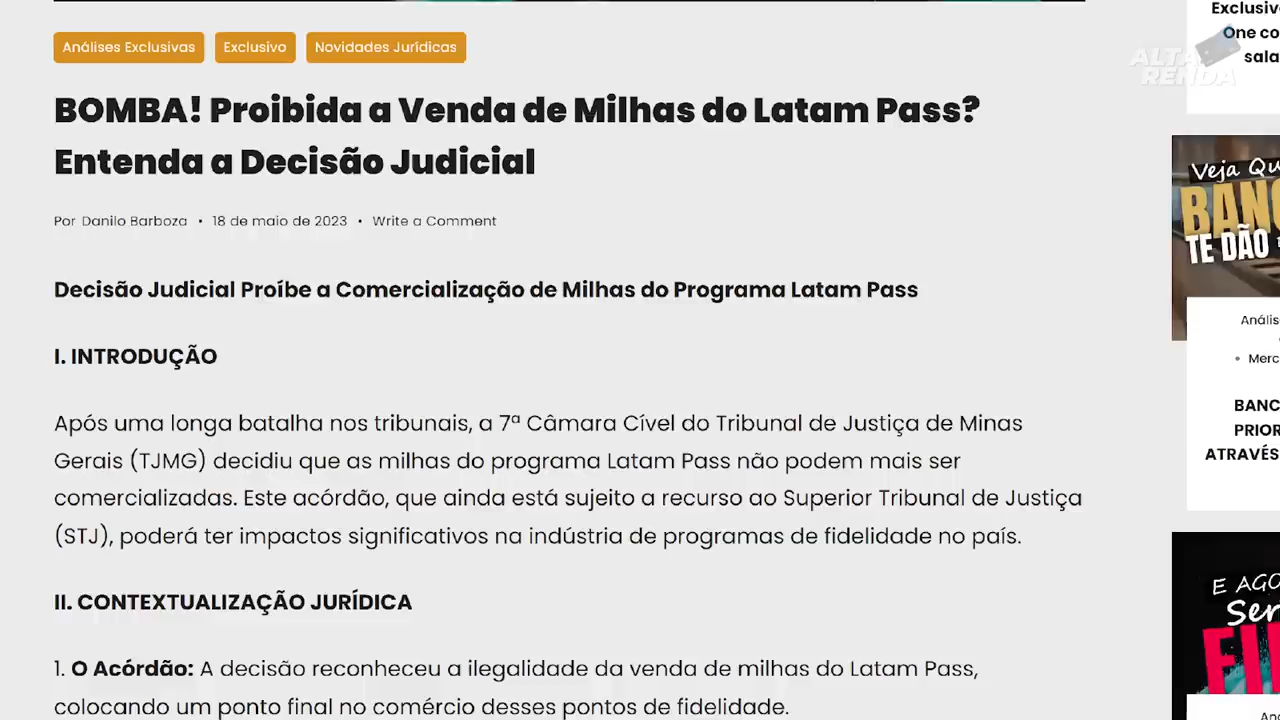 Análises Exclusivas Exclusivo Novidades Jurídicas
BOMBA! Proibida a Venda de Milhas do Latam Pass?
Entenda a Decisão Judicial
Por Danilo Barboza • 18 de maio de 2023 • Write a Comment
Decisão Judicial Proíbe a Comercialização de Milhas do Programa Latam Pass
I. INTRODUÇÃO
Após uma longa batalha nos tribunais, a 7ª Câmara Cível do Tribunal de Justiça de Minas
Gerais (TJMG) decidiu que as milhas do programa Latam Pass não podem mais ser
comercializadas. Este acórdão, que ainda está sujeito a recurso ao Superior Tribunal de Justiça
(STJ), poderá ter impactos significativos na indústria de programas de fidelidade no país.
II. CONTEXTUALIZAÇÃO JURÍDICA
1. O Acórdão: A decisão reconheceu a ilegalidade da venda de milhas do Latam Pass,
colocando um ponto final no comércio desses pontos de fidelidade.
One co
ALTA
RENDA
Veja Qu
BANC
TE DÃO
• Merc
BANC
PRIOR
ATRAVÉS
E AGO
Ser